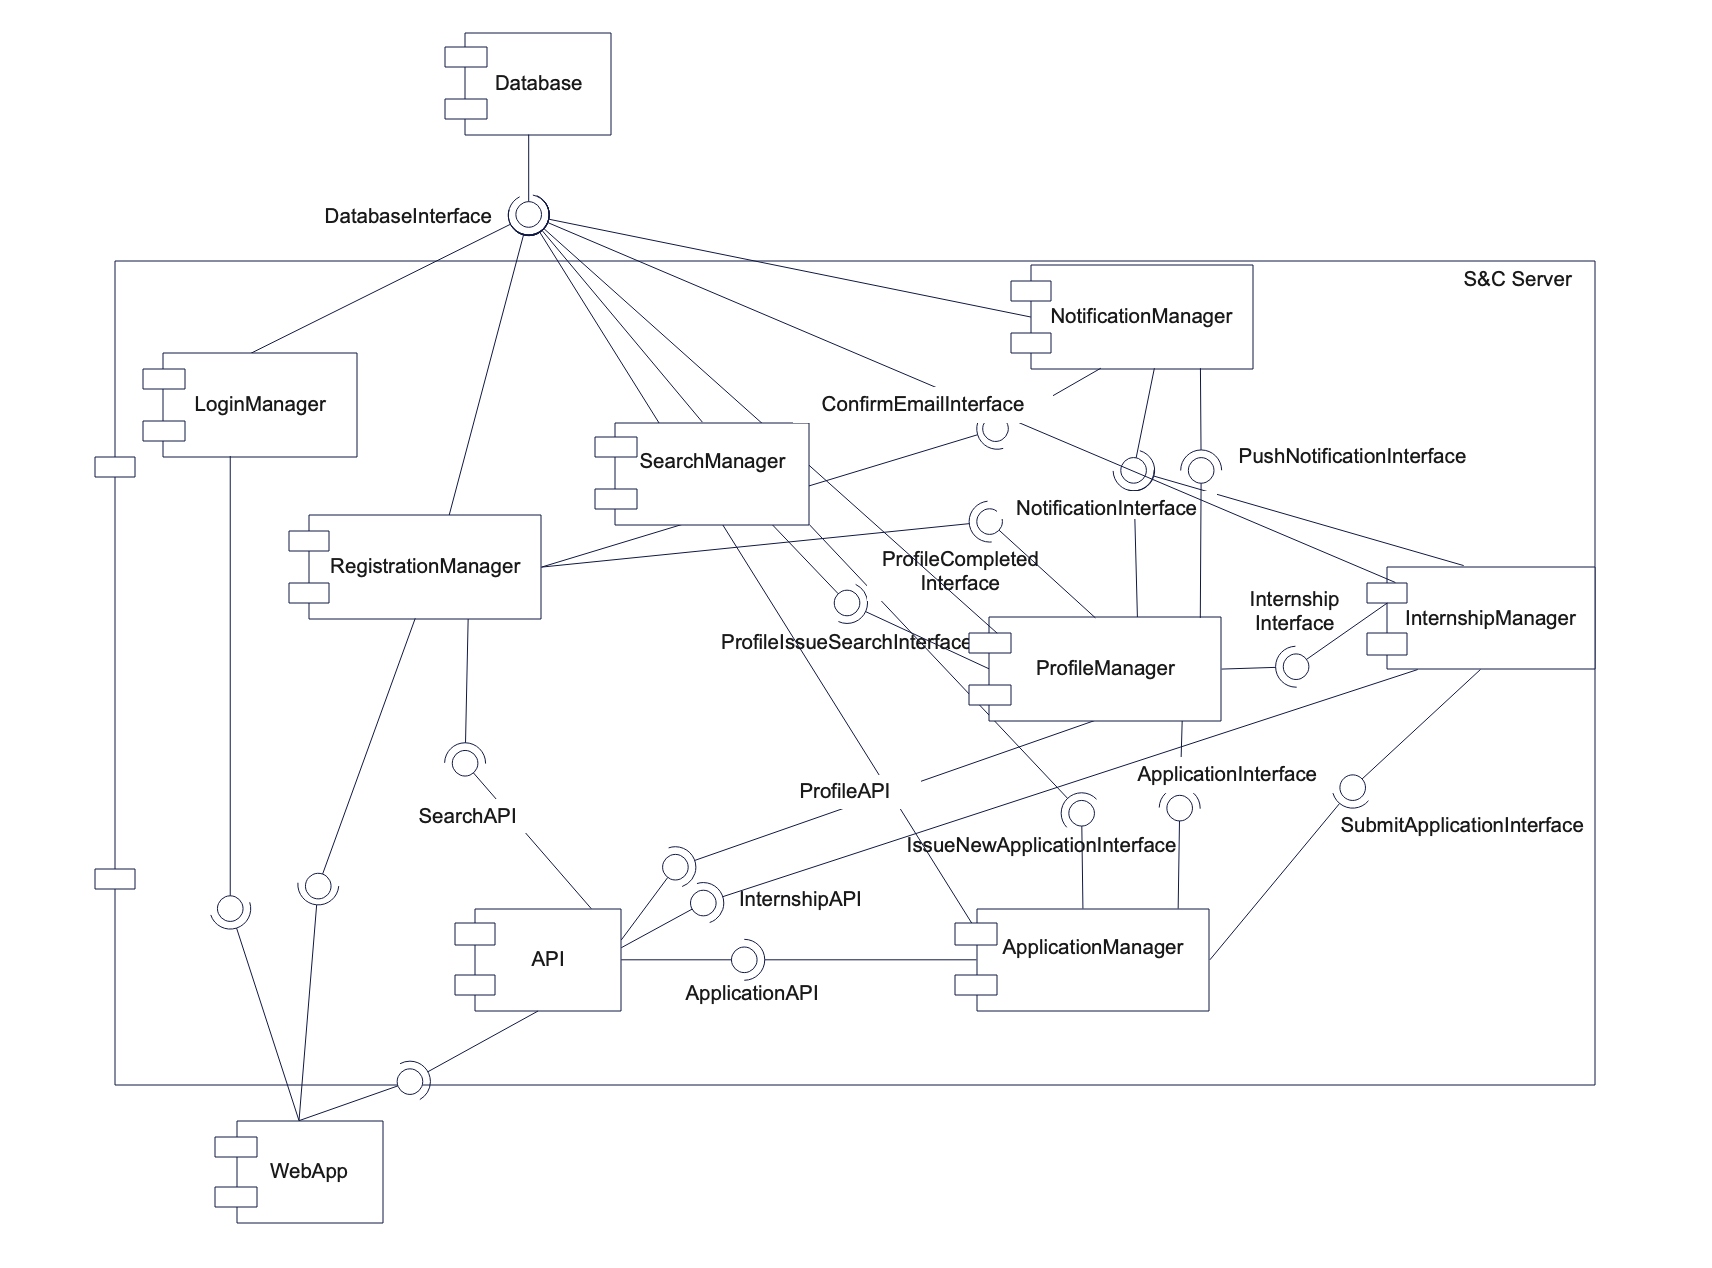 Database
DatabaseInterface
S&C Server
NotificationManager
LoginManager
ConfirmEmailInterface
SearchManager
PushNotificationInterface
NotificationInterface
RegistrationManager
ProfileCompleted
Interface
Internship
Interface
InternshipManager
ProfileIssueSearchInterface
ProfileManager
ApplicationInterface
ProfileAPI
SearchAPI
SubmitApplicationInterface
IssueNewApplicationInterface
InternshipAPI
API
ApplicationManager
ApplicationAPI
WebApp